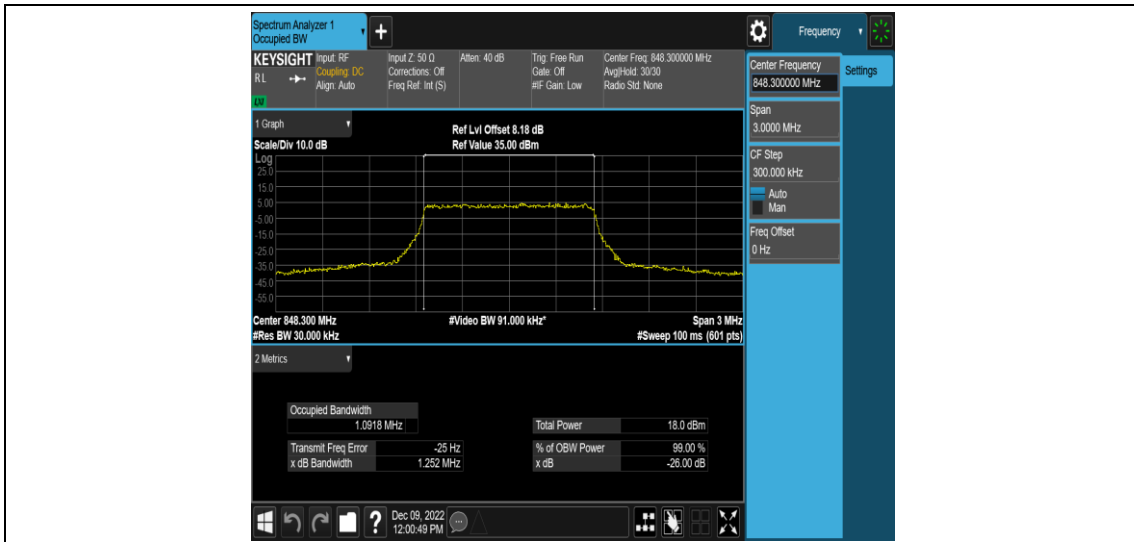 Spectrum Analyzer 1
Occupied BW
+
Frequency
KEYSIGHT
RL
LXI
Input: RF
Coupling: DC
Align: Auto
Input Z: 50 Ω
Corrections: Off
Freq Ref: Int (S)
Atten: 40 dB
Trig: Free Run
Gate: Off
#IF Gain: Low
Center Freq: 848.300000 MHz
Avg|Hold: 30/30
Radio Std: None
Center Frequency
848.300000 MHz
Settings
Span
3.0000 MHz
CF Step
300.000 kHz
Auto
Man
Freq Offset
0 Hz
1 Graph
Scale/Div 10.0 dB
Ref Lvl Offset 8.18 dB
Ref Value 35.00 dBm
Log
25.0
15.0
5.00
-5.00
-15.0
-25.0
-35.0
-45.0
-55.0
Center 848.300 MHz
#Video BW 91.000 kHz*
Span 3 MHz
#Res BW 30.000 kHz
#Sweep 100 ms (601 pts)
2 Metrics
Occupied Bandwidth
1.0918 MHz
Total Power 18.0 dBm
Transmit Freq Error -25 Hz
% of OBW Power 99.00 %
x dB Bandwidth 1.252 MHz
x dB -26.00 dB
?
Dec 09, 2022
12:00:49 PM